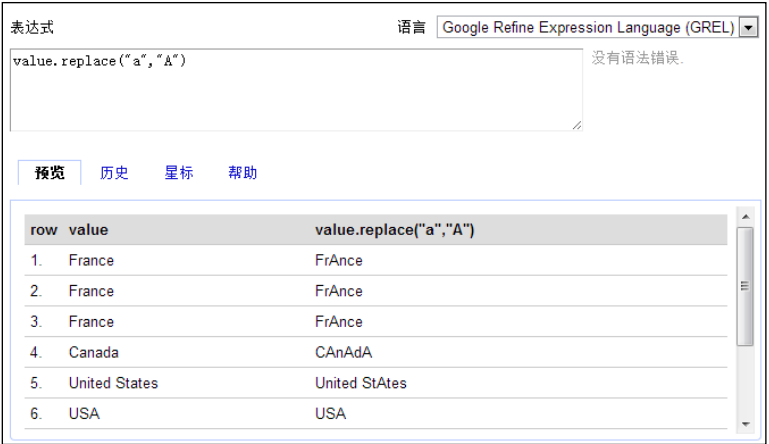 表达式 语言 Google Refine Expression Language (GREL)
value.replace("a","A") 没有语法错误.
预览 历史 星标 帮助
row value value.replace("a","A")
1. France FrAnce
2. France FrAnce
3. France FrAnce
4. Canada CAnAdA
5. United States United StAtes
6. USA USA